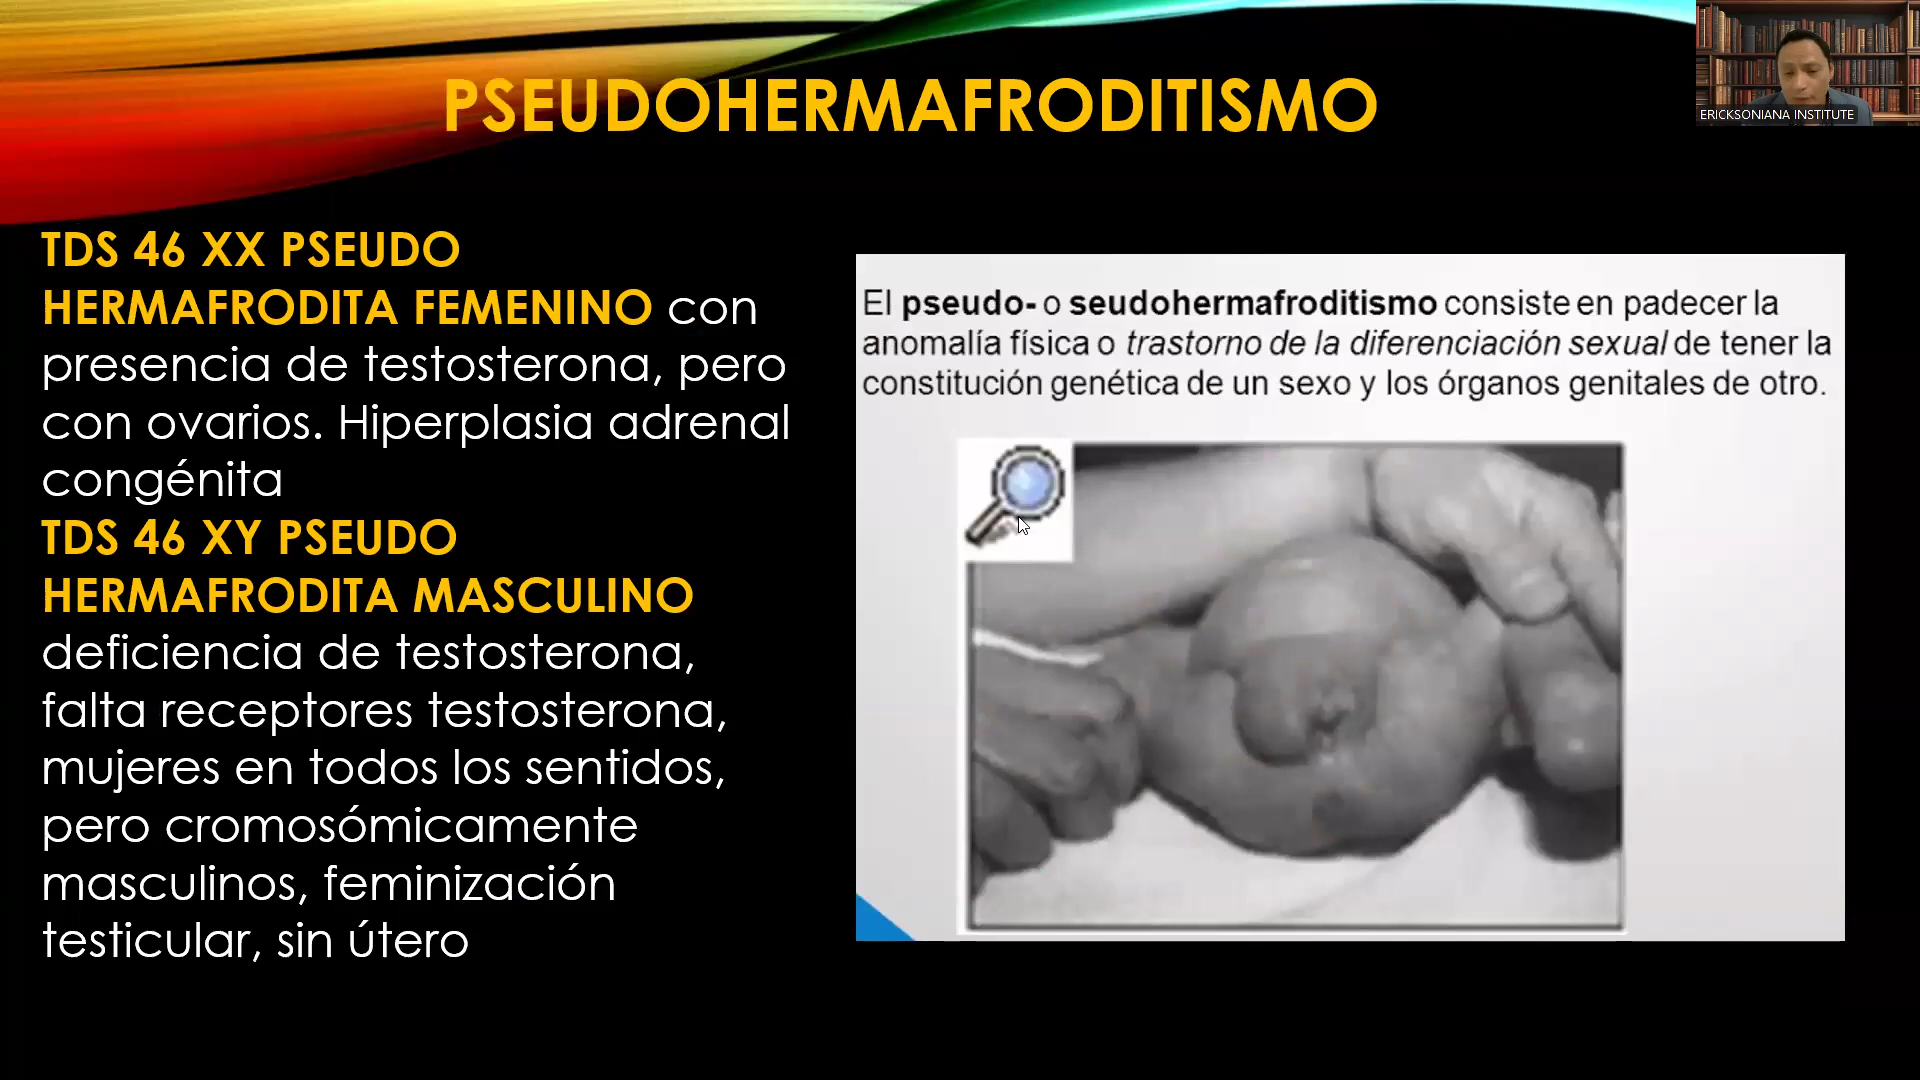 PSEUDOHERMAFRODITISMO
ERICKSONIANA INSTITUTE
TDS 46 XX PSEUDO
HERMAFRODITA FEMENINO con
presencia de testosterona, pero
con ovarios. Hiperplasia adrenal
congénita
TDS 46 XY PSEUDO
HERMAFRODITA MASCULINO
deficiencia de testosterona,
falta receptores testosterona,
mujeres en todos los sentidos,
pero cromosómicamente
masculinos, feminización
testicular, sin útero
El pseudo- o seudohermafroditismo consiste en padecer la
anomalía física o trastorno de la diferenciación sexual de tener la
constitución genética de un sexo y los órganos genitales de otro.